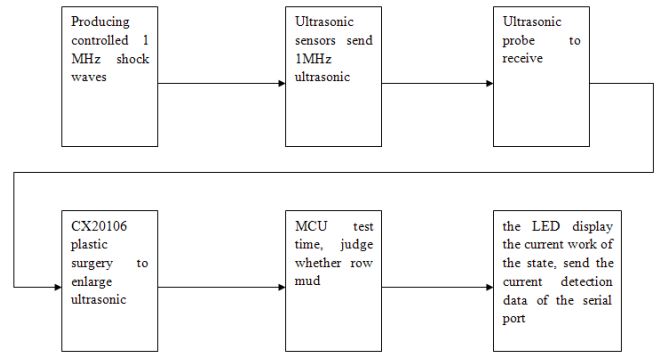 Producing
controlled 1
MHz shock
waves
Ultrasonic
sensors send
1MHz
ultrasonic
Ultrasonic
probe to
receive
CX20106
plastic
surgery to
enlarge
ultrasonic
MCU test
time, judge
whether row
mud
the LED display
the current work of
the state, send the
current detection
data of the serial
port